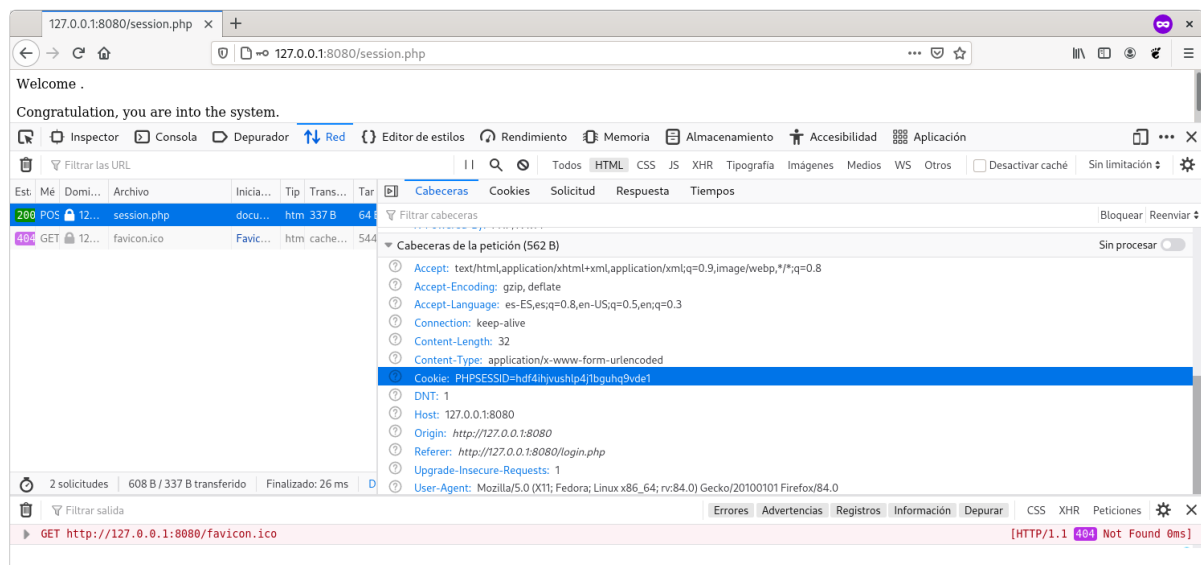 127.0.0.1:8080/session.php × +
127.0.0.1:8080/session.php
Welcome .
Congratulation, you are into the system.
Inspector Consola Depurador Red {} Editor de estilos Rendimiento Memoria Almacenamiento Accesibilidad Aplicación
Filtrar las URL Todos HTML CSS JS XHR Tipografía Imágenes Medios WS Otros Desactivar caché Sin limitación
Est Mé Domi... Archivo Inicia... Tip Trans... Tar Cabeceras Cookies Solicitud Respuesta Tiempos
200 POS 12... session.php docu... htm 337 B 64 Filtrar cabeceras Bloquear Reenviar
404 GET 12... favicon.ico Favic... htm cache... 544
Cabeceras de la petición (562 B) Sin procesar
Accept: text/html,application/xhtml+xml,application/xml;q=0.9,image/webp,*/*;q=0.8
Accept-Encoding: gzip, deflate
Accept-Language: es-ES,es;q=0.8,en-US;q=0.5,en;q=0.3
Connection: keep-alive
Content-Length: 32
Content-Type: application/x-www-form-urlencoded
Cookie: PHPSESSID=hdf4ihjvushlp4j1bguhq9vde1
DNT: 1
Host: 127.0.0.1:8080
Origin: http://127.0.0.1:8080
Referer: http://127.0.0.1:8080/login.php
Upgrade-Insecure-Requests: 1
User-Agent: Mozilla/5.0 (X11; Fedora; Linux x86_64; rv:84.0) Gecko/20100101 Firefox/84.0
2 solicitudes 608 B / 337 B transferido Finalizado: 26 ms D
Filtrar salida Errores Advertencias Registros Información Depurar CSS XHR Peticiones
GET http://127.0.0.1:8080/favicon.ico [HTTP/1.1 404 Not Found 0ms]